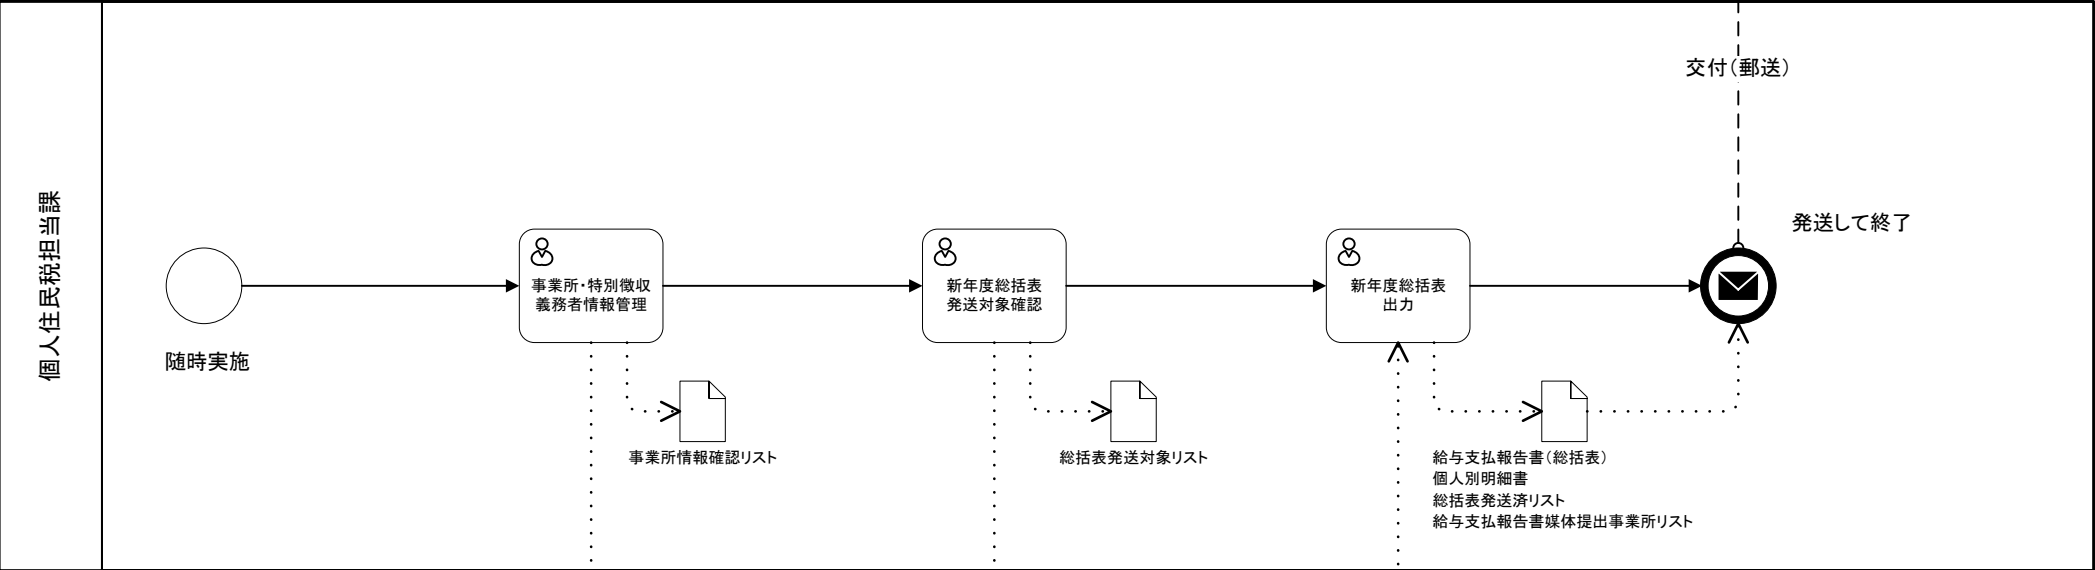 個人住民税担当課
交付（郵送）
発送して終了
随時実施
事業所・特別徴収
義務者情報管理
新年度総括表
発送対象確認
新年度総括表
出力
事業所情報確認リスト
総括表発送対象リスト
給与支払報告書（総括表）
個人別明細書
総括表発送済リスト
給与支払報告書媒体提出事業所リスト